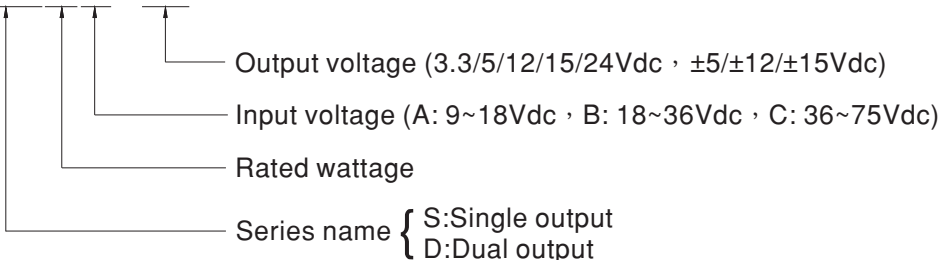 Output voltage (3.3/5/12/15/24Vdc，±5/±12/±15Vdc)
Input voltage (A: 9~18Vdc，B: 18~36Vdc，C: 36~75Vdc)
Rated wattage
Series name { S:Single output
D:Dual output